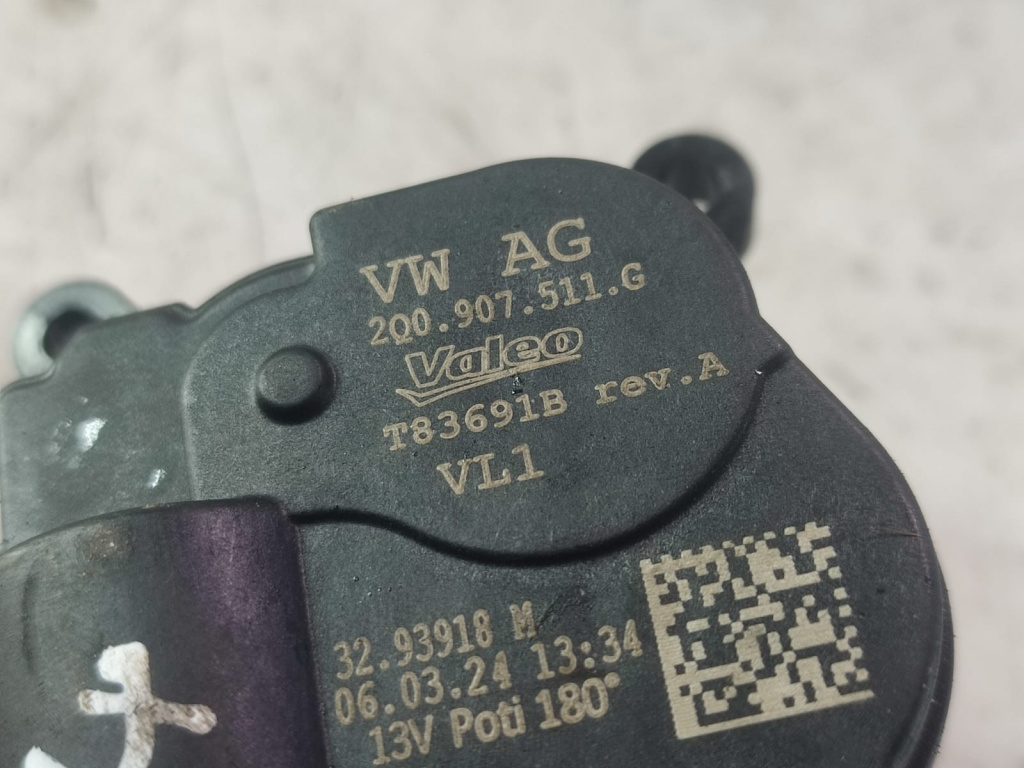 VW AG
2Q0.907.511.G
Valeo
T83691B rev.A
VL1
32.93918 M
06.03.24 13:34
13V Poti 180°